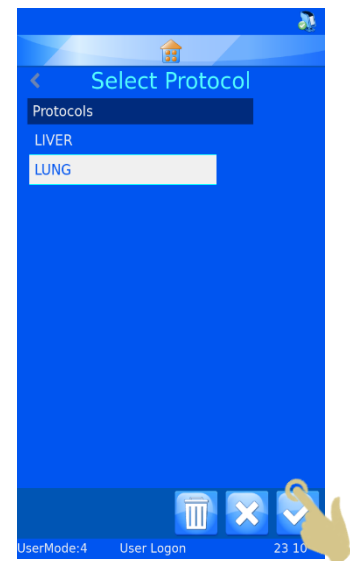 Select Protocol
Protocols
LIVER
LUNG
UserMode:4 User Logon 23 10